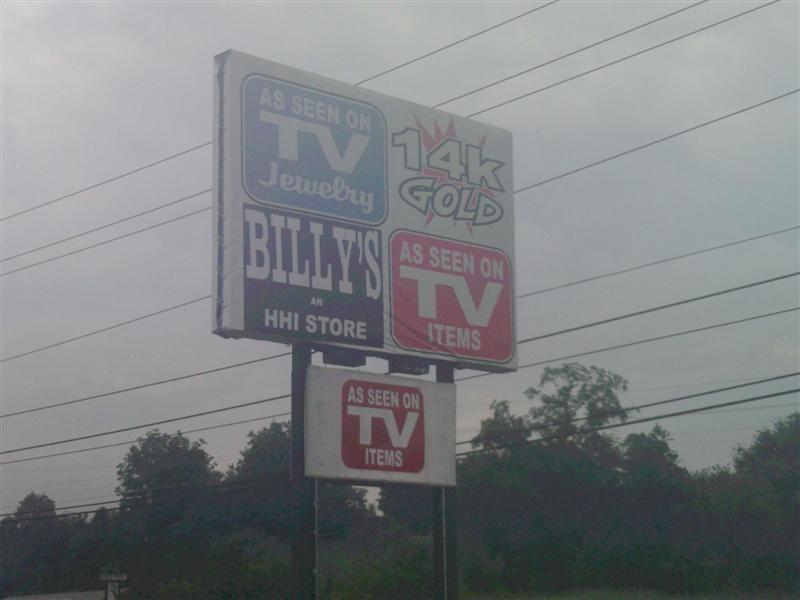 AS SEEN ON
TV
Jewelry
14K
GOLD
BILLY'S
AN
HHI STORE
AS SEEN ON
TV
ITEMS
AS SEEN ON
TV
ITEMS